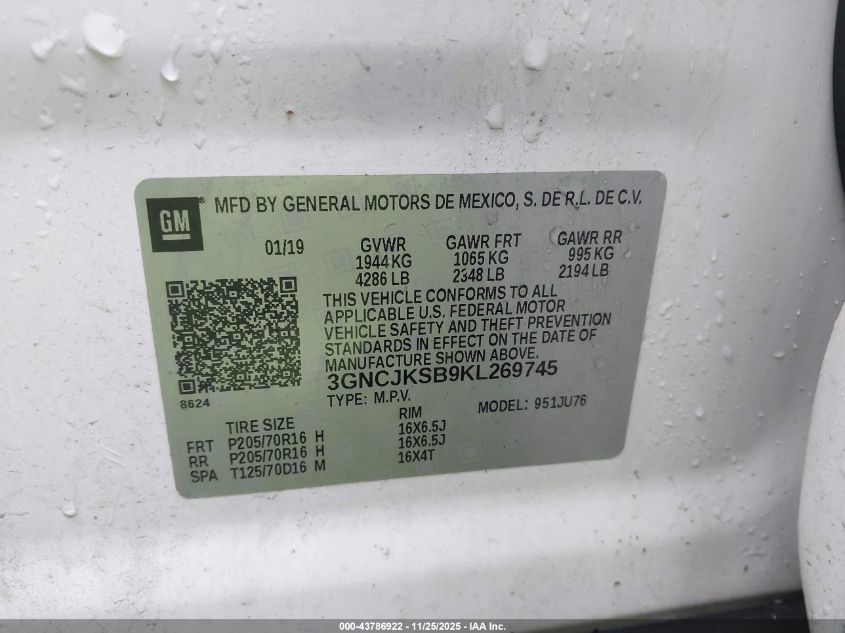 GM
MFD BY GENERAL MOTORS DE MEXICO, S. DE R.L. DE C.V.
01/19 GVWR GAWR FRT GAWR RR
1944 KG 1065 KG 995 KG
4286 LB 2348 LB 2194 LB
THIS VEHICLE CONFORMS TO ALL
APPLICABLE U.S. FEDERAL MOTOR
VEHICLE SAFETY AND THEFT PREVENTION
STANDARDS IN EFFECT ON THE DATE OF
MANUFACTURE SHOWN ABOVE.
3GNCJKSB9KL269745
8624
TYPE: M.P.V. MODEL: 951JU76
TIRE SIZE RIM
FRT P205/70R16 H 16X6.5J
RR P205/70R16 H 16X6.5J
SPA T125/70D16 M 16X4T
000-43786922 - 11/25/2025 - IAA Inc.